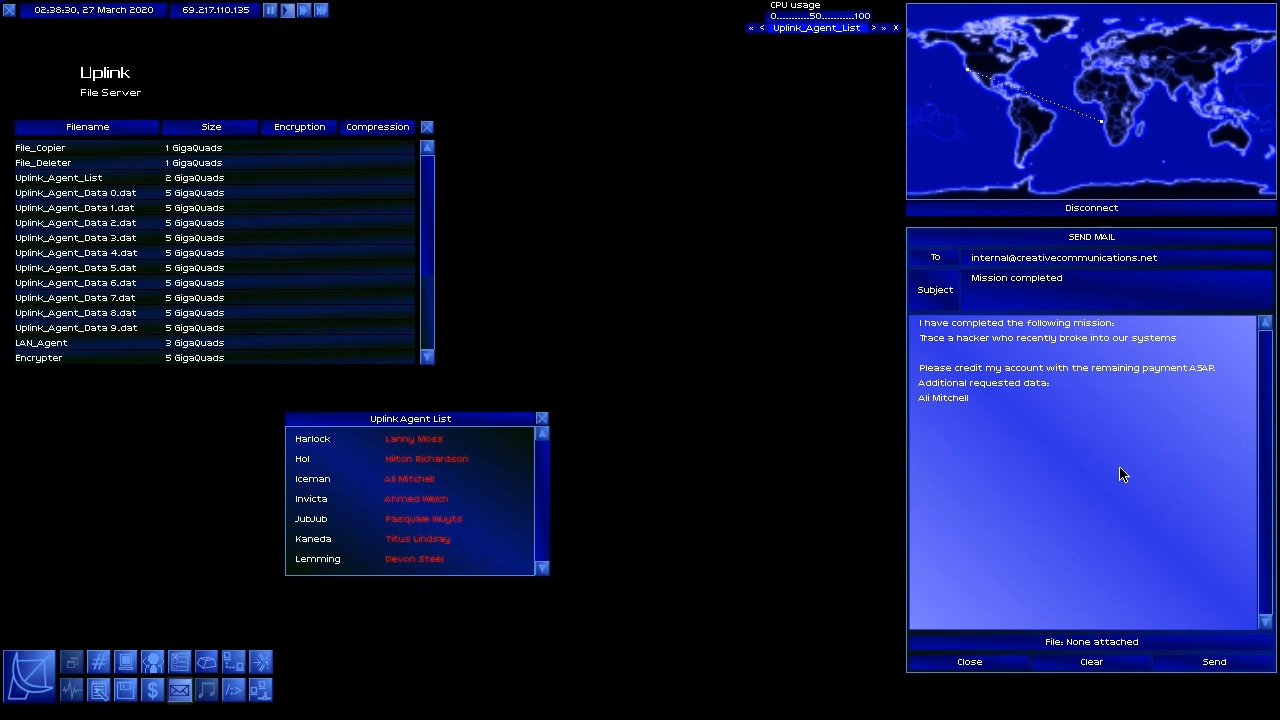 02:38:30, 27 March 2020
69.217.110.135
CPU usage
0...........50...........100
« < Uplink_Agent_List > » x
Uplink
File Server
Filename Size Encryption Compression
File_Copier 1 GigaQuads
File_Deleter 1 GigaQuads
Uplink_Agent_List 2 GigaQuads
Uplink_Agent_Data 0.dat 5 GigaQuads
Uplink_Agent_Data 1.dat 5 GigaQuads
Uplink_Agent_Data 2.dat 5 GigaQuads
Uplink_Agent_Data 3.dat 5 GigaQuads
Uplink_Agent_Data 4.dat 5 GigaQuads
Uplink_Agent_Data 5.dat 5 GigaQuads
Uplink_Agent_Data 6.dat 5 GigaQuads
Uplink_Agent_Data 7.dat 5 GigaQuads
Uplink_Agent_Data 8.dat 5 GigaQuads
Uplink_Agent_Data 9.dat 5 GigaQuads
LAN_Agent 3 GigaQuads
Encrypter 5 GigaQuads
Uplink Agent List
Harlock Lanny Moss
Hol Hilton Richardson
Iceman Ali Mitchell
Invicta Ahmed Welch
JubJub Pasquale Wuyts
Kaneda Titus Lindsay
Lemming Devon Steel
Disconnect
SEND MAIL
To internal@creativecommunications.net
Subject Mission completed
I have completed the following mission:
Trace a hacker who recently broke into our systems
Please credit my account with the remaining payment ASAP.
Additional requested data:
Ali Mitchell
File: None attached
Close Clear Send